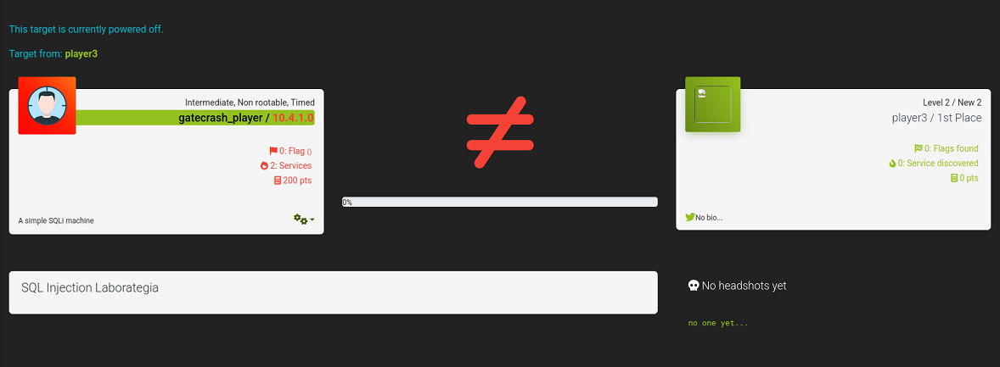 This target is currently powered off.
Target from: player3
Intermediate, Non rootable, Timed
gatecrash_player / 10.4.1.0
0: Flag ()
2: Services
200 pts
A simple SQLi machine
0%
Level 2 / New 2
player3 / 1st Place
0: Flags found
0: Service discovered
0 pts
No bio...
SQL Injection Laborategia
No headshots yet
no one yet...